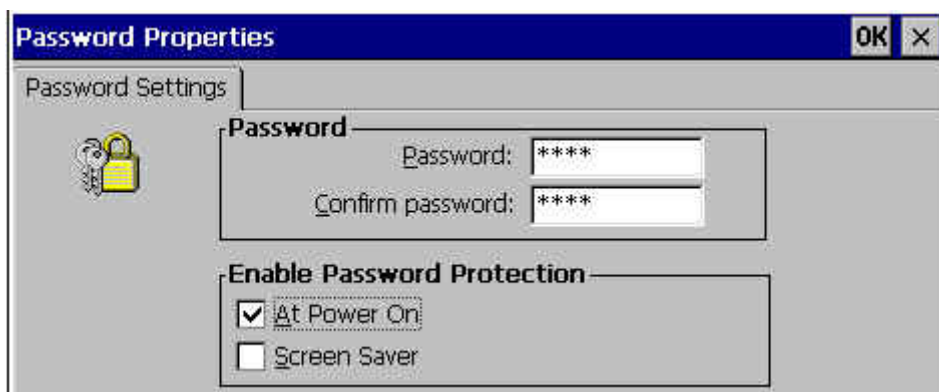 Password Properties OK ×
Password Settings
Password
Password: ****
Confirm password: ****
Enable Password Protection
At Power On
Screen Saver